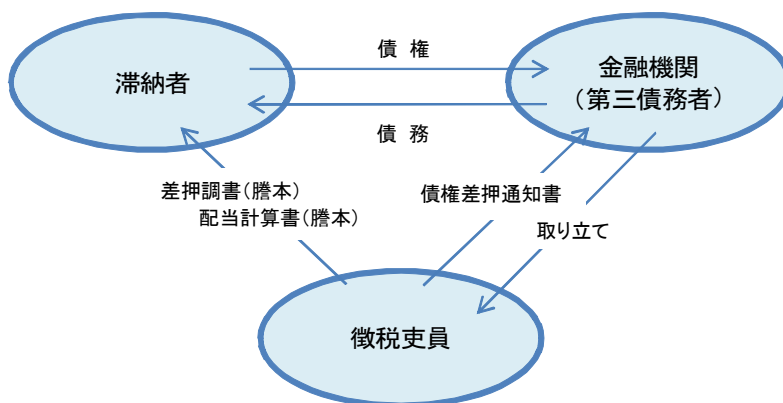 債 権
滞納者
金融機関
(第三債務者)
債 務
差押調書(謄本)
配当計算書(謄本)
債権差押通知書
取り立て
徴税吏員